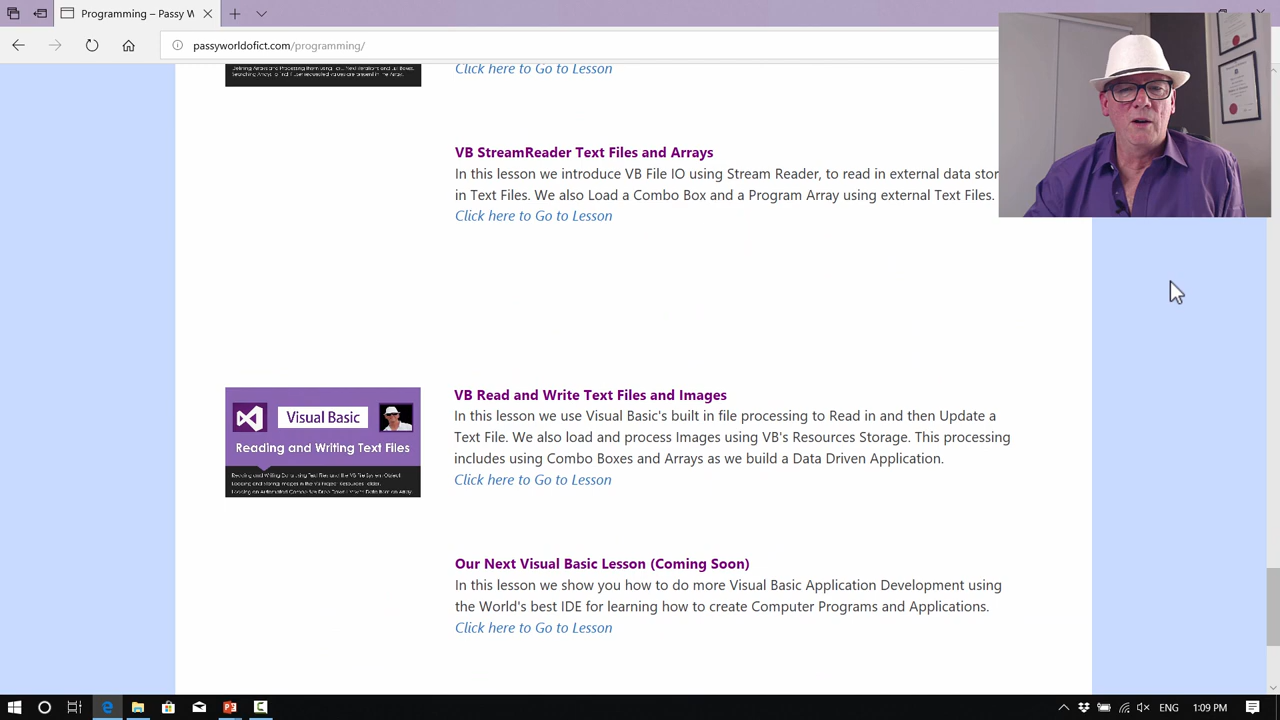 Programming – Passy W
passyworldofict.com/programming/
Click here to Go to Lesson
VB StreamReader Text Files and Arrays
In this lesson we introduce VB File IO using Stream Reader, to read in external data stor
in Text Files. We also Load a Combo Box and a Program Array using external Text Files.
Click here to Go to Lesson
Visual Basic
Reading and Writing Text Files
VB Read and Write Text Files and Images
In this lesson we use Visual Basic's built in file processing to Read in and then Update a
Text File. We also load and process Images using VB's Resources Storage. This processing
includes using Combo Boxes and Arrays as we build a Data Driven Application.
Click here to Go to Lesson
Our Next Visual Basic Lesson (Coming Soon)
In this lesson we show you how to do more Visual Basic Application Development using
the World's best IDE for learning how to create Computer Programs and Applications.
Click here to Go to Lesson
ENG
1:09 PM